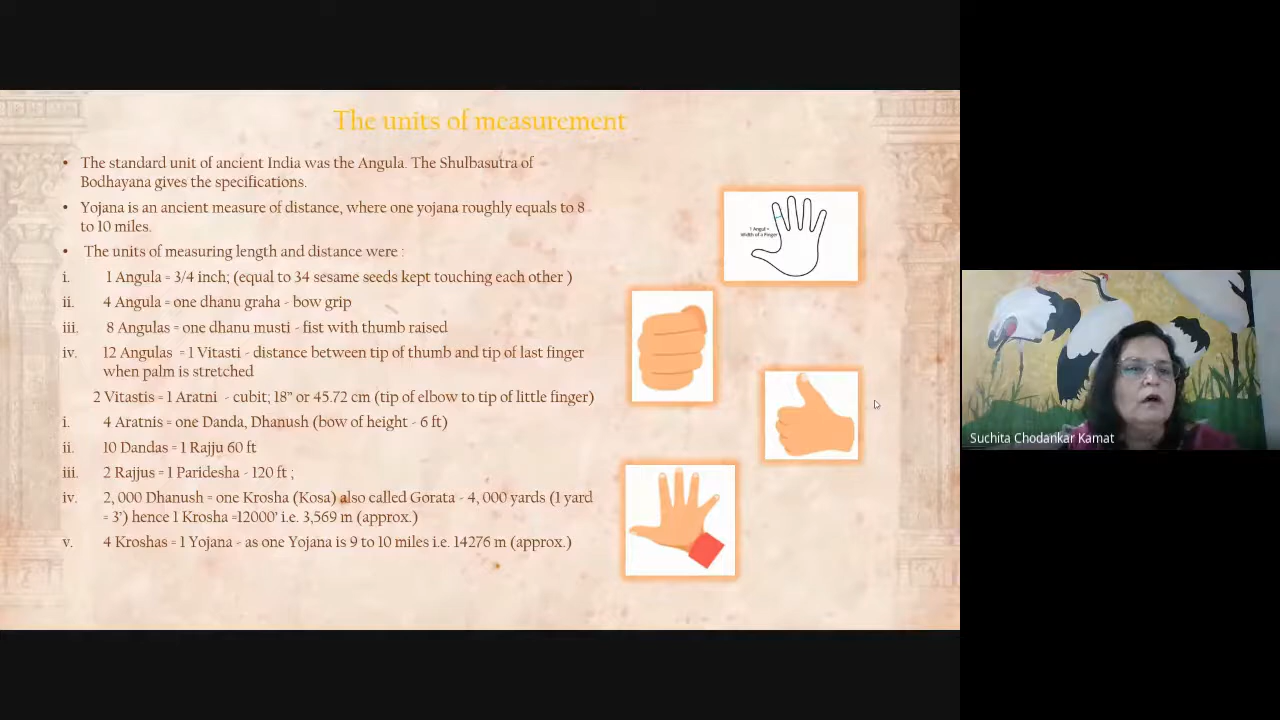 The units of measurement
• The standard unit of ancient India was the Angula. The Shulbasutra of
Bodhayana gives the specifications.
• Yojana is an ancient measure of distance, where one yojana roughly equals to 8
to 10 miles.
• The units of measuring length and distance were :
i. 1 Angula = 3/4 inch; (equal to 34 sesame seeds kept touching each other )
ii. 4 Angula = one dhanu graha - bow grip
iii. 8 Angulas = one dhanu musti - fist with thumb raised
iv. 12 Angulas = 1 Vitasti - distance between tip of thumb and tip of last finger
when palm is stretched
2 Vitastis = 1 Aratni - cubit; 18” or 45.72 cm (tip of elbow to tip of little finger)
i. 4 Aratnis = one Danda, Dhanush (bow of height - 6 ft)
ii. 10 Dandas = 1 Rajju 60 ft
iii. 2 Rajjus = 1 Paridesha - 120 ft ;
iv. 2, 000 Dhanush = one Krosha (Kosa) also called Gorata - 4, 000 yards (1 yard
= 3’) hence 1 Krosha =12000’ i.e. 3,569 m (approx.)
v. 4 Kroshas = 1 Yojana - as one Yojana is 9 to 10 miles i.e. 14276 m (approx.)
1 Angul =
Width of a Finger
Suchita Chodankar Kamat